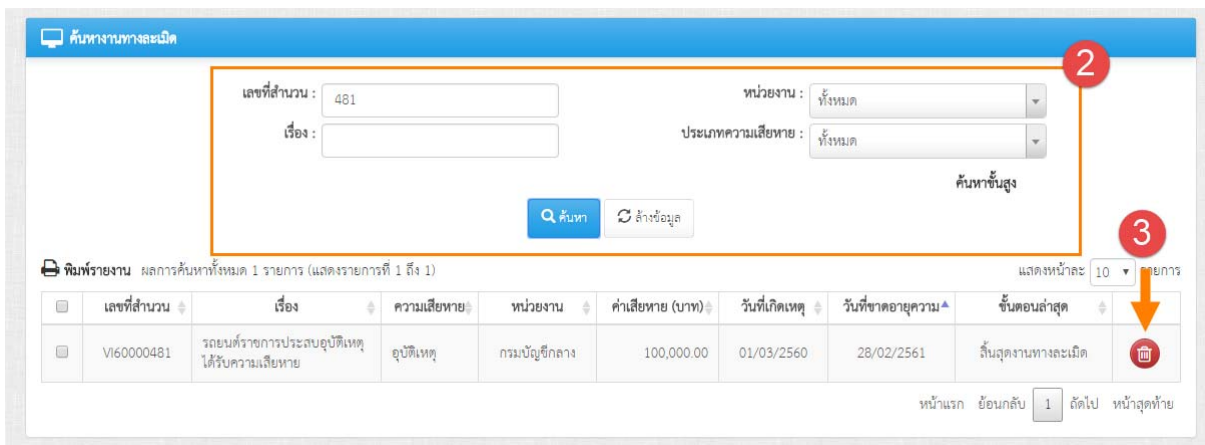 ค้นหางานทางละเมิด
2
เลขที่สำนวน : 481 หน่วยงาน : ทั้งหมด
เรื่อง : ประเภทความเสียหาย : ทั้งหมด
ค้นหาขั้นสูง
ค้นหา ล้างข้อมูล
3
พิมพ์รายงาน ผลการค้นหาทั้งหมด 1 รายการ (แสดงรายการที่ 1 ถึง 1) แสดงหน้าละ 10 รายการ
เลขที่สำนวน เรื่อง ความเสียหาย หน่วยงาน ค่าเสียหาย (บาท) วันที่เกิดเหตุ วันที่ขาดอายุความ ขั้นตอนล่าสุด
VI60000481 รถยนต์ราชการประสบอุบัติเหตุ อุบัติเหตุ กรมบัญชีกลาง 100,000.00 01/03/2560 28/02/2561 สิ้นสุดงานทางละเมิด
ได้รับความเสียหาย
หน้าแรก ย้อนกลับ 1 ถัดไป หน้าสุดท้าย